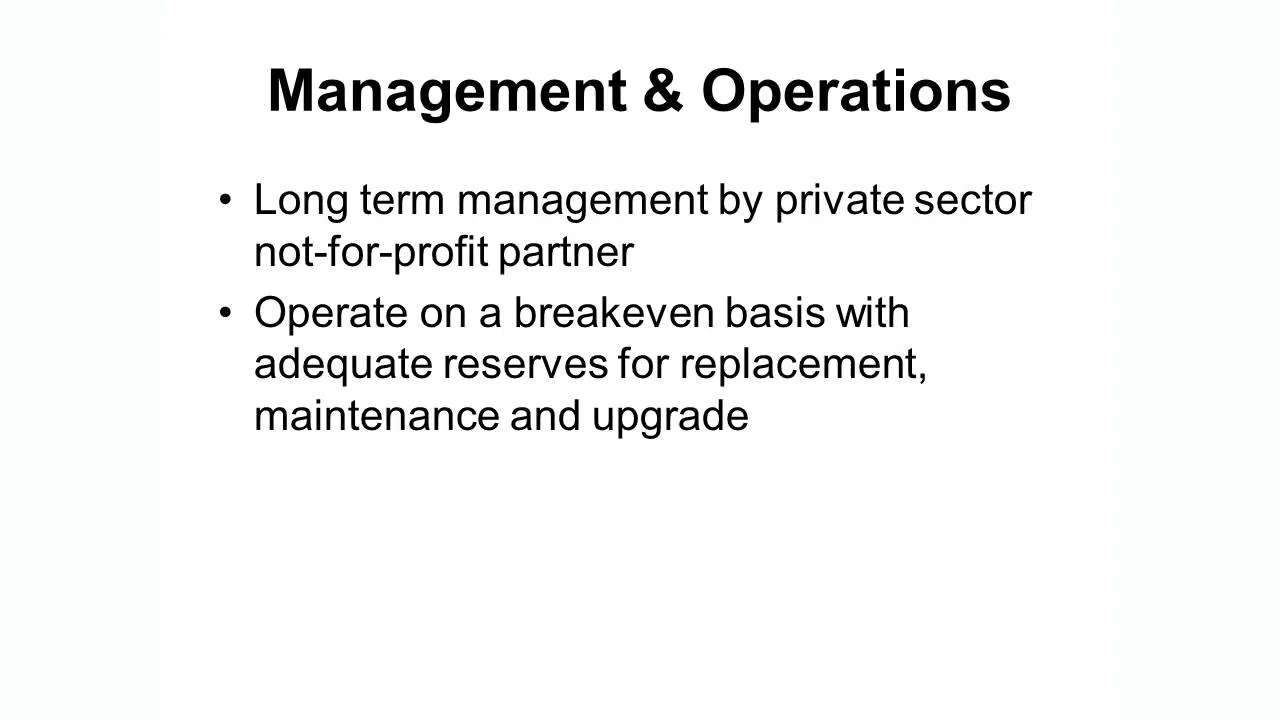 Management & Operations
• Long term management by private sector
not-for-profit partner
• Operate on a breakeven basis with
adequate reserves for replacement,
maintenance and upgrade